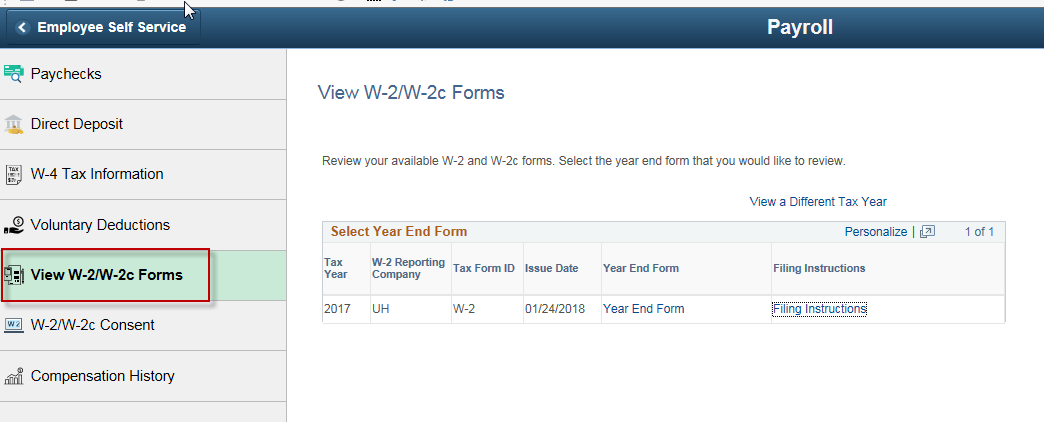 Employee Self Service
Payroll
Paychecks
Direct Deposit
TAX
W-4 Tax Information
Voluntary Deductions
View W-2/W-2c Forms
W2
W-2/W-2c Consent
Compensation History
View W-2/W-2c Forms
Review your available W-2 and W-2c forms. Select the year end form that you would like to review.
View a Different Tax Year
Select Year End Form
Personalize | 1 of 1
Tax Year W-2 Reporting Company Tax Form ID Issue Date Year End Form Filing Instructions
2017 UH W-2 01/24/2018 Year End Form Filing Instructions